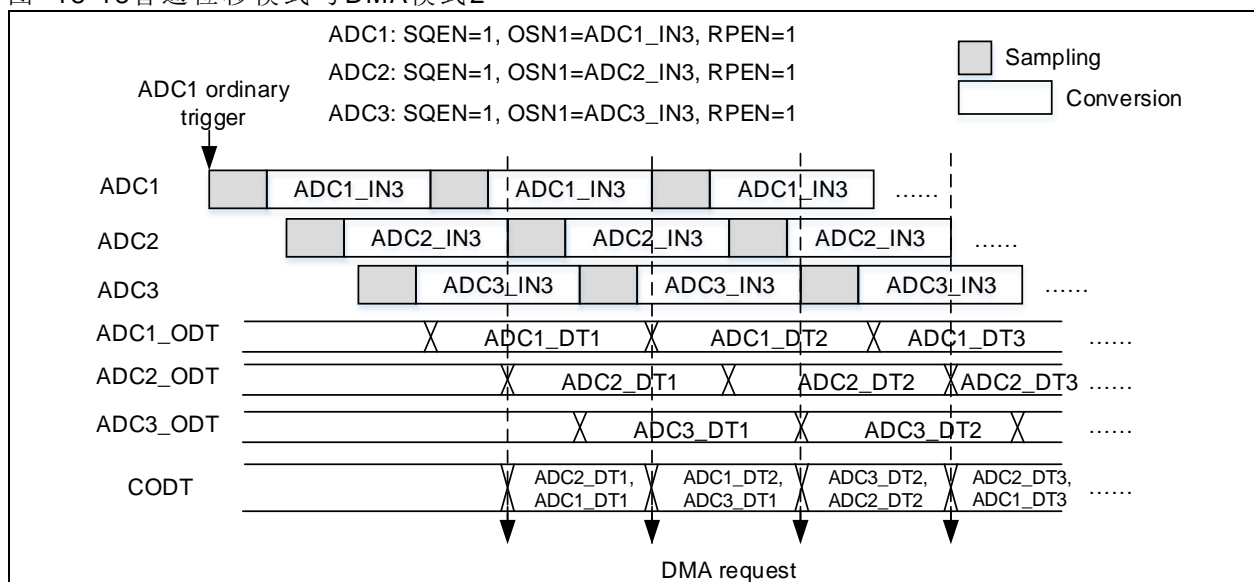 ADC1: SQEN=1, OSN1=ADC1_IN3, RPEN=1
ADC2: SQEN=1, OSN1=ADC2_IN3, RPEN=1
ADC3: SQEN=1, OSN1=ADC3_IN3, RPEN=1
Sampling
Conversion
ADC1 ordinary
trigger
ADC1 ADC1_IN3 ADC1_IN3 ADC1_IN3 ......
ADC2 ADC2_IN3 ADC2_IN3 ADC2_IN3 ......
ADC3 ADC3_IN3 ADC3_IN3 ADC3_IN3 ......
ADC1_ODT ADC1_DT1 ADC1_DT2 ADC1_DT3 ......
ADC2_ODT ADC2_DT1 ADC2_DT2 ADC2_DT3 ......
ADC3_ODT ADC3_DT1 ADC3_DT2 ......
CODT ADC2_DT1, ADC1_DT2, ADC3_DT2, ADC2_DT3, ......
ADC1_DT1 ADC3_DT1 ADC2_DT2 ADC1_DT3
DMA request